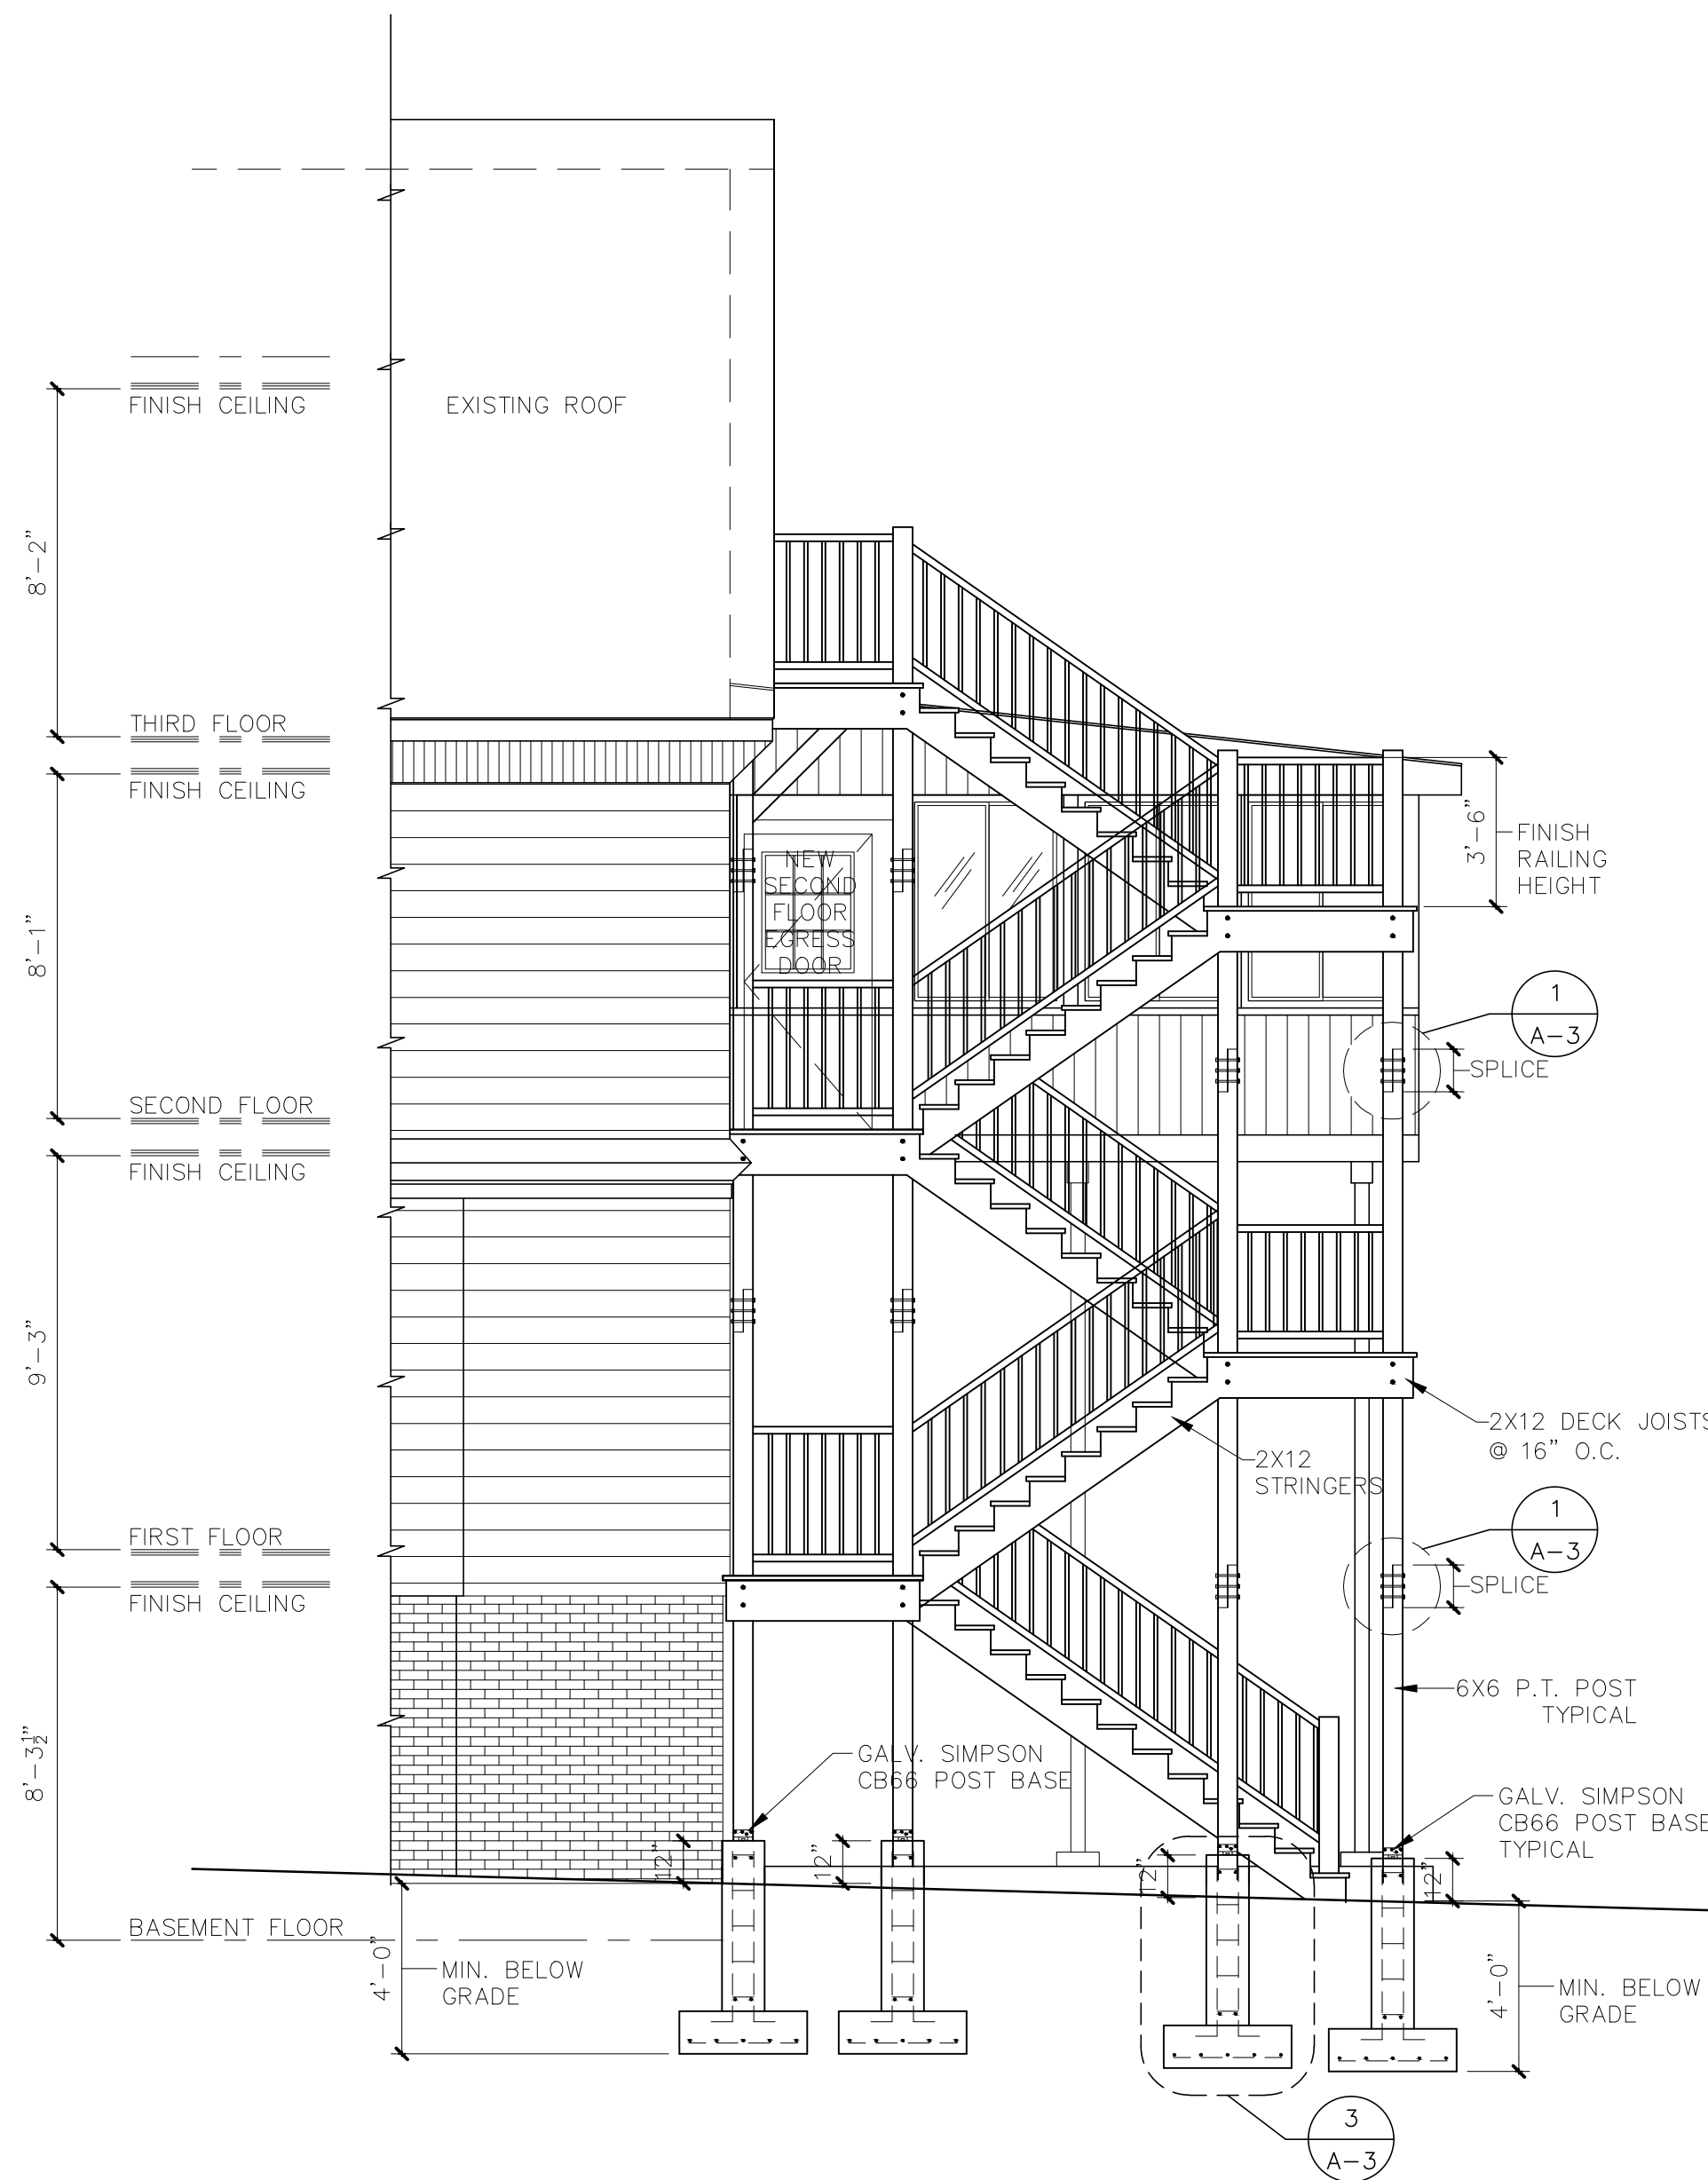 FINISH CEILING
EXISTING ROOF
8'-2"
THIRD FLOOR
FINISH CEILING
3'-6"
FINISH
RAILING
HEIGHT
NEW
SECOND
FLOOR
EGRESS
DOOR
8'-1"
1
A-3
SPLICE
SECOND FLOOR
FINISH CEILING
9'-3"
2X12 DECK JOISTS
@ 16" O.C.
2X12
STRINGERS
1
A-3
SPLICE
FIRST FLOOR
FINISH CEILING
6X6 P.T. POST
TYPICAL
8'-3 1/2"
GALV. SIMPSON
CB66 POST BASE
GALV. SIMPSON
CB66 POST BASE
TYPICAL
12"
12"
12"
12"
BASEMENT FLOOR
4'-0"
MIN. BELOW
GRADE
4'-0"
MIN. BELOW
GRADE
3
A-3